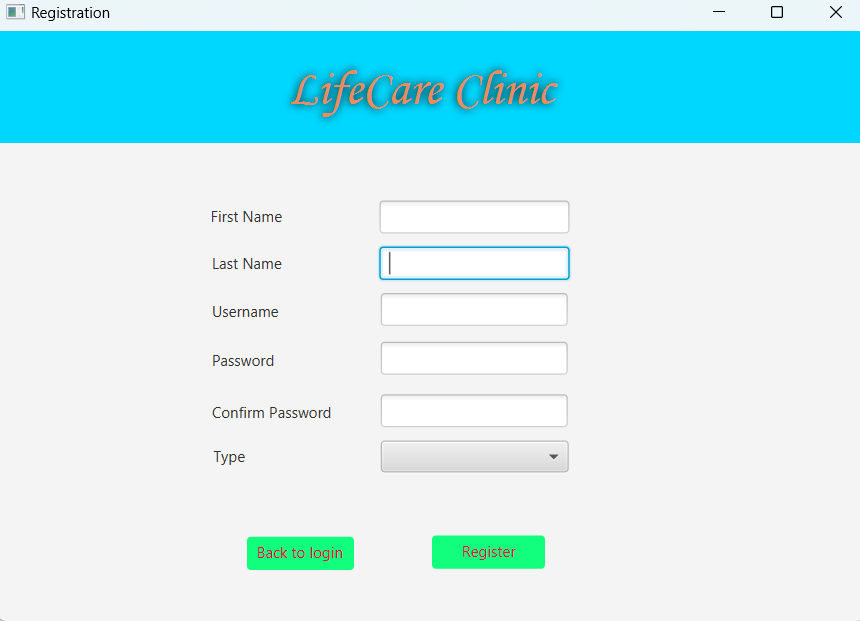 Registration
LifeCare Clinic
First Name
Last Name
Username
Password
Confirm Password
Type
Back to login
Register